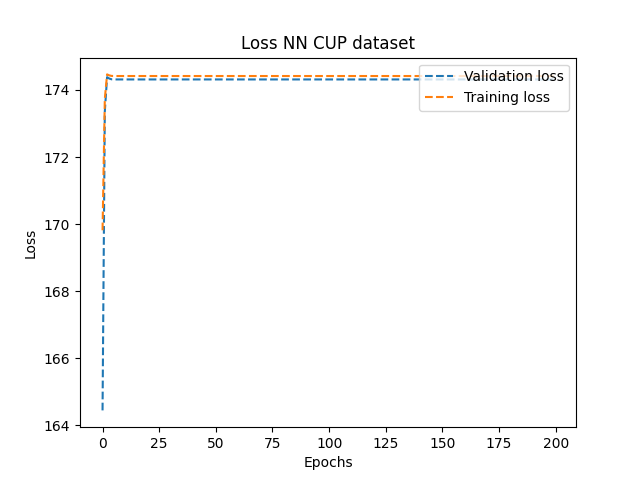 Loss NN CUP dataset
Validation loss
Training loss
174
172
170
168
166
164
Loss
0 25 50 75 100 125 150 175 200
Epochs